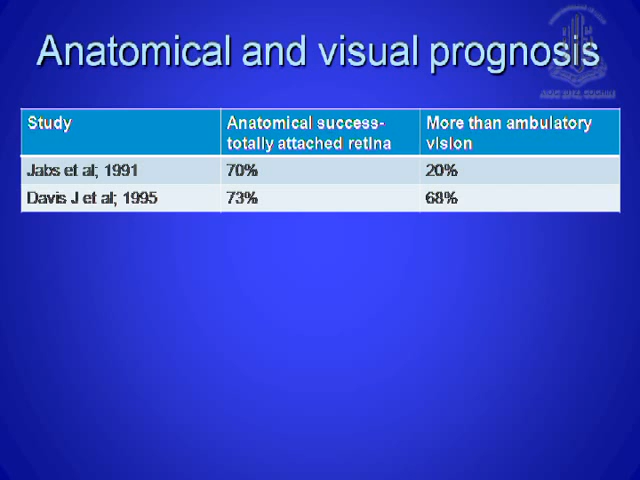 Anatomical and visual prognosis
Study
Anatomical success-
totally attached retina
More than ambulatory
vision
Jabs et al; 1991
70%
20%
Davis J et al; 1995
73%
68%